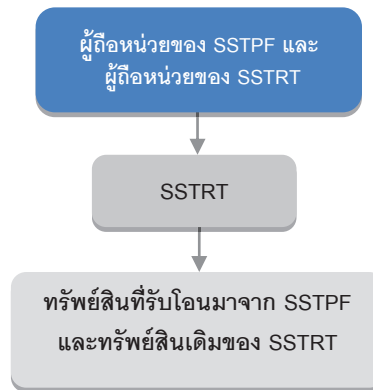 ผู้ถือหน่วยของ SSTPF และ
ผู้ถือหน่วยของ SSTRT
SSTRT
ทรัพย์สินที่รับโอนมาจาก SSTPF
และทรัพย์สินเดิมของ SSTRT